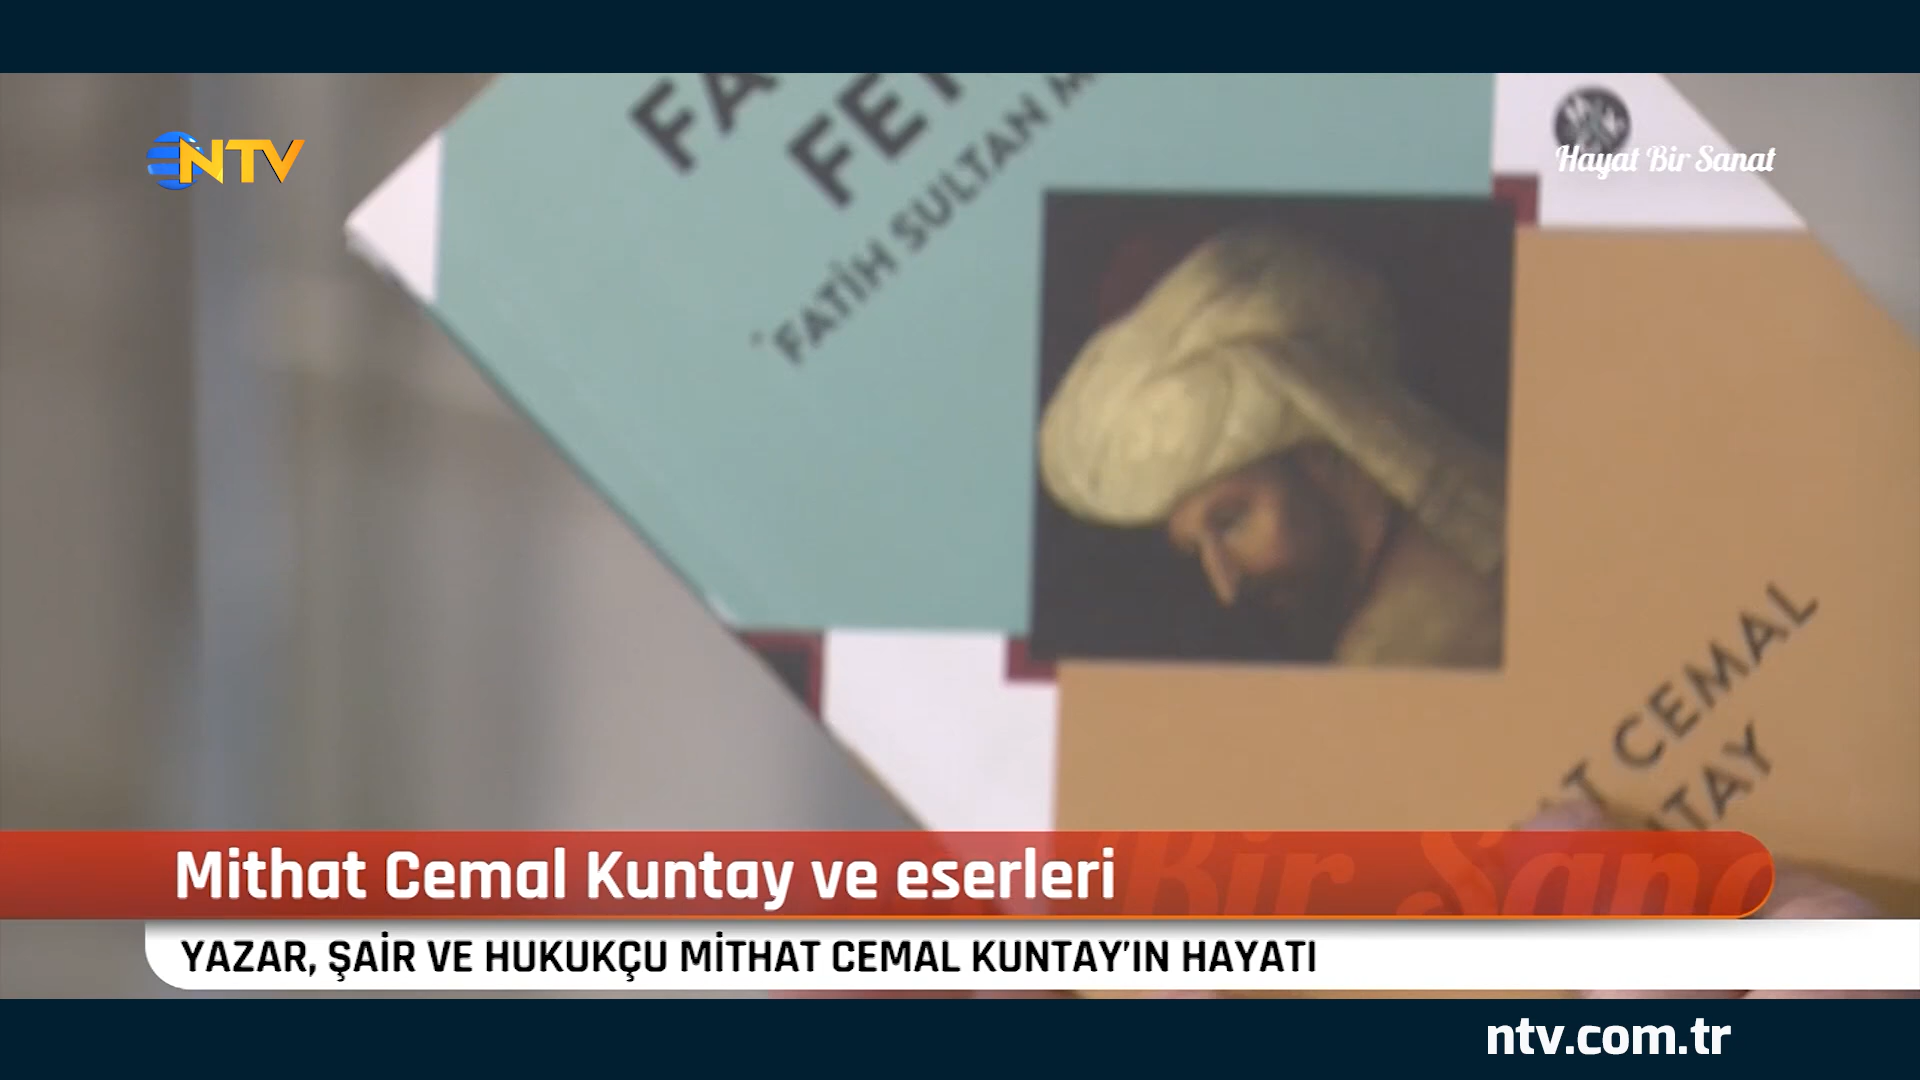 NTV
Hayat Bir Sanat
FATİH SULTAN
CEMAL
Mithat Cemal Kuntay ve eserleri
YAZAR, ŞAİR VE HUKUKÇU MİTHAT CEMAL KUNTAY'IN HAYATI
ntv.com.tr